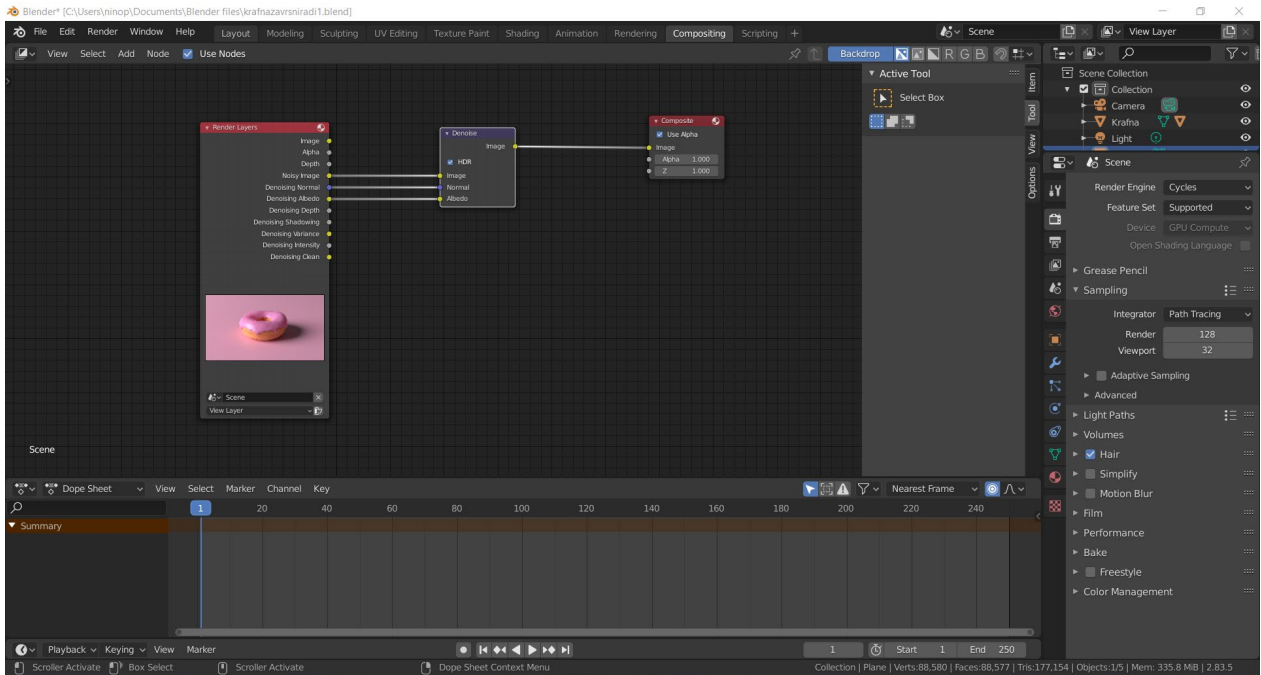 Blender* [C:\Users\ninop\Documents\Blender files\krafnazavrsniradi1.blend]
File Edit Render Window Help Layout Modeling Sculpting UV Editing Texture Paint Shading Animation Rendering Compositing Scripting + Scene View Layer
View Select Add Node Use Nodes Backdrop R G B
Active Tool
Select Box
Item
Tool
View
Options
Render Layers
Image
Alpha
Depth
Noisy Image
Denoising Normal
Denoising Albedo
Denoising Depth
Denoising Shadowing
Denoising Variance
Denoising Intensity
Denoising Clean
Scene
View Layer
Denoise
Image
HDR
Image
Normal
Albedo
Composite
Use Alpha
Image
Alpha 1.000
Z 1.000
Scene
Scene Collection
Collection
Camera
Krafna
Light
Scene
Render Engine Cycles
Feature Set Supported
Device GPU Compute
Open Shading Language
Grease Pencil
Sampling
Integrator Path Tracing
Render 128
Viewport 32
Adaptive Sampling
Advanced
Light Paths
Volumes
Hair
Simplify
Motion Blur
Film
Performance
Bake
Freestyle
Color Management
Dope Sheet View Select Marker Channel Key Nearest Frame
1 20 40 60 80 100 120 140 160 180 200 220 240
Summary
Playback Keying View Marker 1 Start 1 End 250
Scroller Activate Box Select Scroller Activate Dope Sheet Context Menu Collection | Plane | Verts:88,580 | Faces:88,577 | Tris:177,154 | Objects:1/5 | Mem: 335.8 MiB | 2.83.5